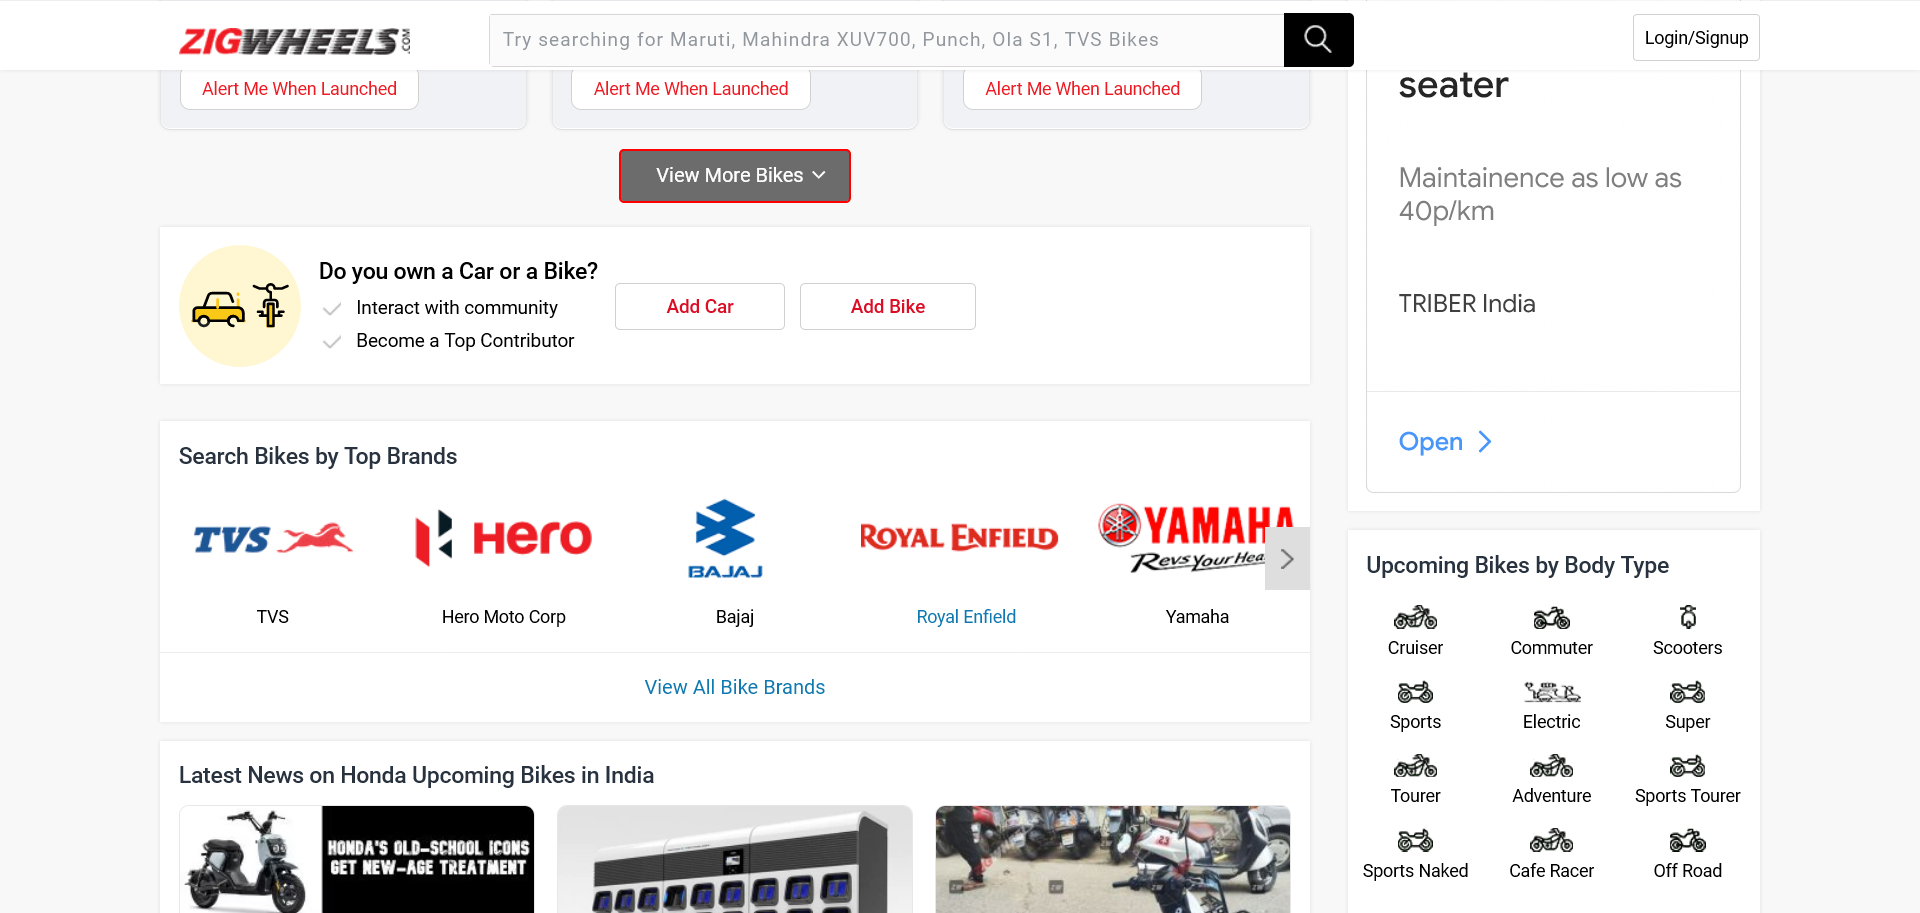 ZIGWHEELS.COM
Try searching for Maruti, Mahindra XUV700, Punch, Ola S1, TVS Bikes
Login/Signup
Alert Me When Launched
Alert Me When Launched
Alert Me When Launched
View More Bikes
Do you own a Car or a Bike?
Interact with community
Become a Top Contributor
Add Car
Add Bike
Search Bikes by Top Brands
TVS
HERO
BAJAJ
ROYAL ENFIELD
YAMAHA
Revs Your
TVS
Hero Moto Corp
Bajaj
Royal Enfield
Yamaha
View All Bike Brands
Latest News on Honda Upcoming Bikes in India
HONDA'S OLD-SCHOOL ICONS
GET NEW-AGE TREATMENT
23
ZW
ZW
ZW
ZW
seater
Maintainence as low as
40p/km
TRIBER India
Open
Upcoming Bikes by Body Type
Cruiser
Commuter
Scooters
Sports
Electric
Super
Tourer
Adventure
Sports Tourer
Sports Naked
Cafe Racer
Off Road